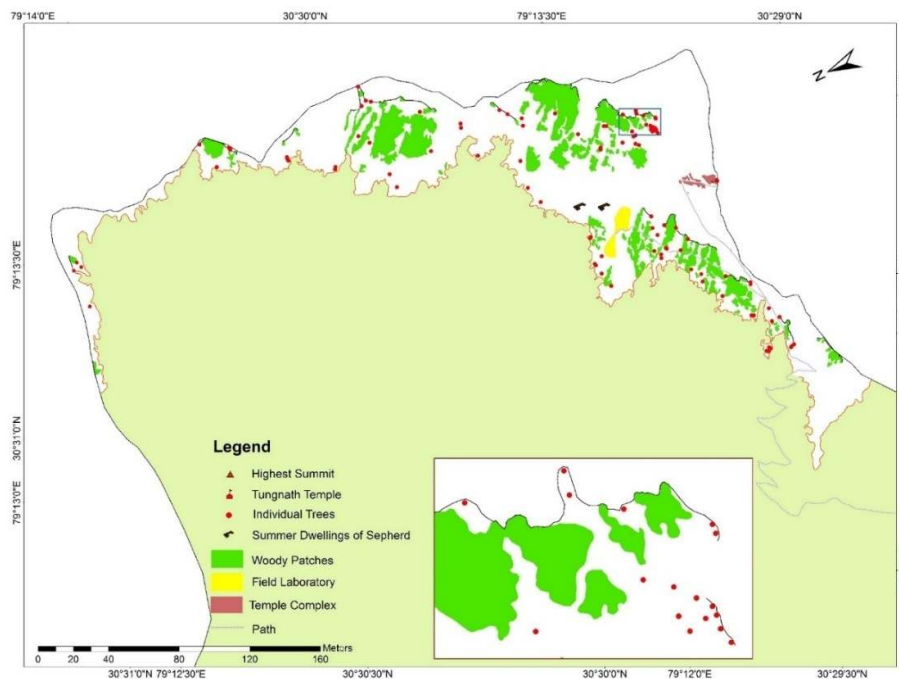 79°14'0"E 30°30'0"N 79°13'30"E 30°29'0"N
N
79°13'30"E
30°31'0"N
79°13'0"E
Legend
Highest Summit
Tungnath Temple
Individual Trees
Summer Dwellings of Sepherd
Woody Patches
Field Laboratory
Temple Complex
Path
Meters
0 20 40 80 120 160
30°31'0"N 79°12'30"E 30°30'30"N 30°30'0"N 79°12'0"E 30°29'30"N